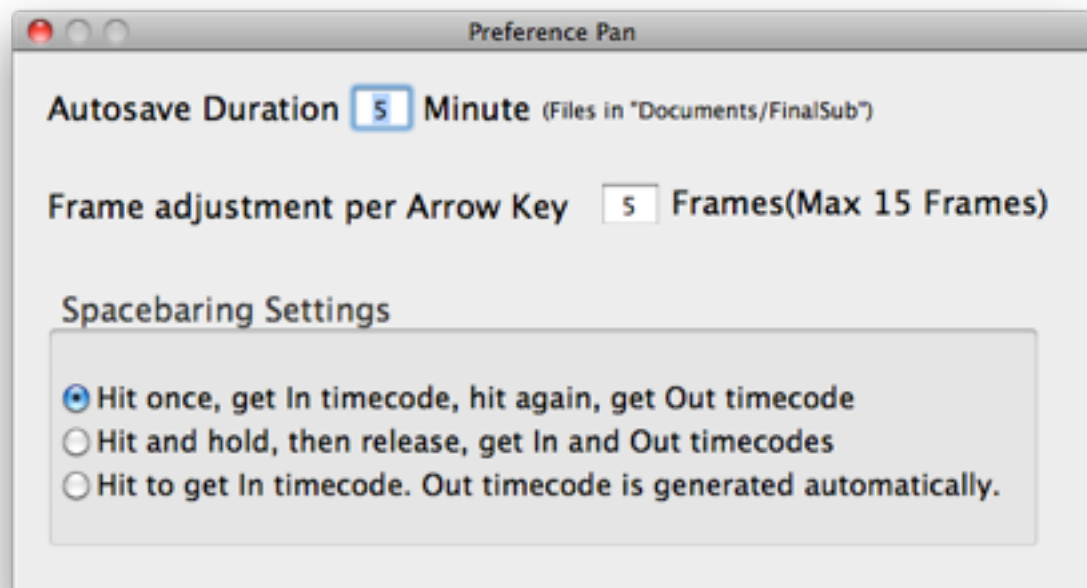 Preference Pan
Autosave Duration 5 Minute (Files in "Documents/FinalSub")
Frame adjustment per Arrow Key 5 Frames(Max 15 Frames)
Spacebaring Settings
Hit once, get In timecode, hit again, get Out timecode
Hit and hold, then release, get In and Out timecodes
Hit to get In timecode. Out timecode is generated automatically.